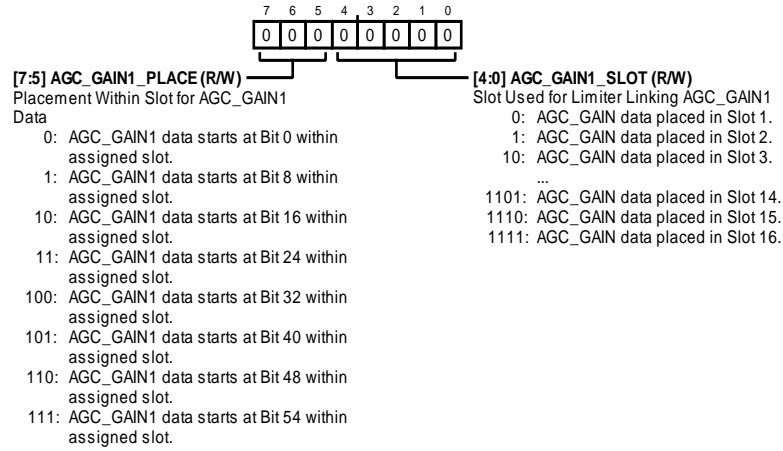 7 6 5 4 3 2 1 0
0 0 0 0 0 0 0 0
[7:5] AGC_GAIN1_PLACE (R/W)
Placement Within Slot for AGC_GAIN1
Data
0: AGC_GAIN1 data starts at Bit 0 within
assigned slot.
1: AGC_GAIN1 data starts at Bit 8 within
assigned slot.
10: AGC_GAIN1 data starts at Bit 16 within
assigned slot.
11: AGC_GAIN1 data starts at Bit 24 within
assigned slot.
100: AGC_GAIN1 data starts at Bit 32 within
assigned slot.
101: AGC_GAIN1 data starts at Bit 40 within
assigned slot.
110: AGC_GAIN1 data starts at Bit 48 within
assigned slot.
111: AGC_GAIN1 data starts at Bit 54 within
assigned slot.
[4:0] AGC_GAIN1_SLOT (R/W)
Slot Used for Limiter Linking AGC_GAIN1
0: AGC_GAIN data placed in Slot 1.
1: AGC_GAIN data placed in Slot 2.
10: AGC_GAIN data placed in Slot 3.
...
1101: AGC_GAIN data placed in Slot 14.
1110: AGC_GAIN data placed in Slot 15.
1111: AGC_GAIN data placed in Slot 16.